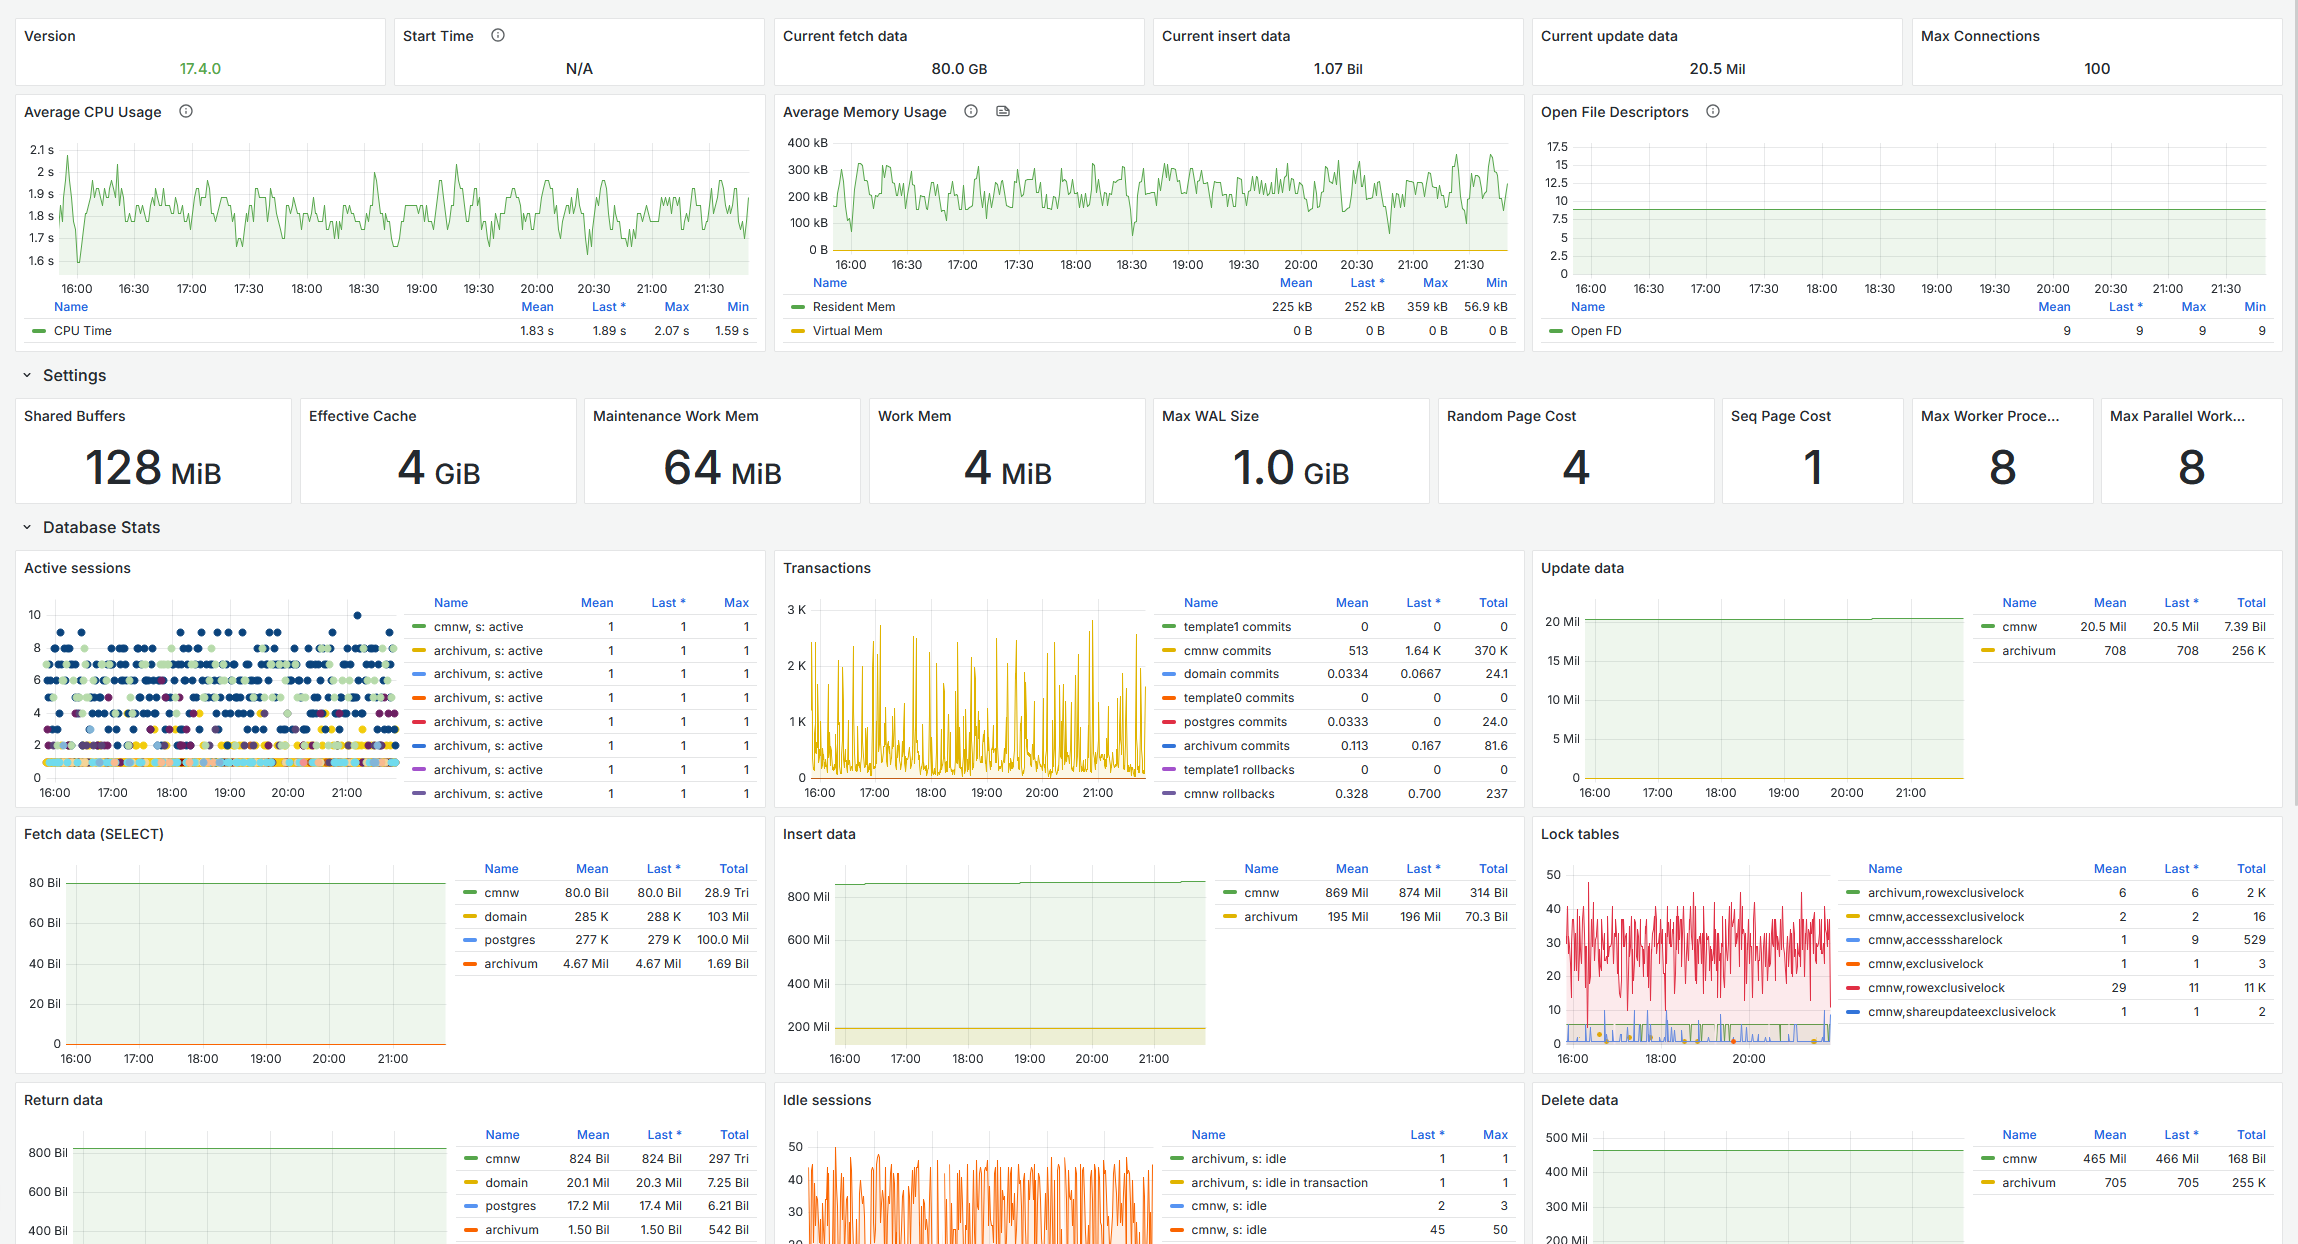 Version
17.4.0
Start Time
N/A
Current fetch data
80.0 GB
Current insert data
1.07 Bil
Current update data
20.5 Mil
Max Connections
100
Average CPU Usage
2.1 s
2 s
1.9 s
1.8 s
1.7 s
1.6 s
16:00 16:30 17:00 17:30 18:00 18:30 19:00 19:30 20:00 20:30 21:00 21:30
Name Mean Last * Max Min
CPU Time 1.83 s 1.89 s 2.07 s 1.59 s
Average Memory Usage
400 kB
300 kB
200 kB
100 kB
0 B
16:00 16:30 17:00 17:30 18:00 18:30 19:00 19:30 20:00 20:30 21:00 21:30
Name Mean Last * Max Min
Resident Mem 225 kB 252 kB 359 kB 56.9 kB
Virtual Mem 0 B 0 B 0 B 0 B
Open File Descriptors
17.5
15
12.5
10
7.5
5
2.5
0
16:00 16:30 17:00 17:30 18:00 18:30 19:00 19:30 20:00 20:30 21:00 21:30
Name Mean Last * Max Min
Open FD 9 9 9 9
Settings
Shared Buffers
128 MiB
Effective Cache
4 GiB
Maintenance Work Mem
64 MiB
Work Mem
4 MiB
Max WAL Size
1.0 GiB
Random Page Cost
4
Seq Page Cost
1
Max Worker Proce...
8
Max Parallel Work...
8
Database Stats
Active sessions
10
8
6
4
2
0
16:00 17:00 18:00 19:00 20:00 21:00
Name Mean Last * Max
cmnw, s: active 1 1 1
archivum, s: active 1 1 1
archivum, s: active 1 1 1
archivum, s: active 1 1 1
archivum, s: active 1 1 1
archivum, s: active 1 1 1
archivum, s: active 1 1 1
archivum, s: active 1 1 1
Transactions
3 K
2 K
1 K
0
16:00 17:00 18:00 19:00 20:00 21:00
Name Mean Last * Total
template1 commits 0 0 0
cmnw commits 513 1.64 K 370 K
domain commits 0.0334 0.0667 24.1
template0 commits 0 0 0
postgres commits 0.0333 0 24.0
archivum commits 0.113 0.167 81.6
template1 rollbacks 0 0 0
cmnw rollbacks 0.328 0.700 237
Update data
20 Mil
15 Mil
10 Mil
5 Mil
0
16:00 17:00 18:00 19:00 20:00 21:00
Name Mean Last * Total
cmnw 20.5 Mil 20.5 Mil 7.39 Bil
archivum 708 708 256 K
Fetch data (SELECT)
80 Bil
60 Bil
40 Bil
20 Bil
0
16:00 17:00 18:00 19:00 20:00 21:00
Name Mean Last * Total
cmnw 80.0 Bil 80.0 Bil 28.9 Tri
domain 285 K 288 K 103 Mil
postgres 277 K 279 K 100.0 Mil
archivum 4.67 Mil 4.67 Mil 1.69 Bil
Insert data
800 Mil
600 Mil
400 Mil
200 Mil
16:00 17:00 18:00 19:00 20:00 21:00
Name Mean Last * Total
cmnw 869 Mil 874 Mil 314 Bil
archivum 195 Mil 196 Mil 70.3 Bil
Lock tables
50
40
30
20
10
0
16:00 18:00 20:00
Name Mean Last * Total
archivum,rowexclusivelock 6 6 2 K
cmnw,accessexclusivelock 2 2 16
cmnw,accesssharelock 1 9 529
cmnw,exclusivelock 1 1 3
cmnw,rowexclusivelock 29 11 11 K
cmnw,shareupdateexclusivelock 1 1 2
Return data
800 Bil
600 Bil
400 Bil
Name Mean Last * Total
cmnw 824 Bil 824 Bil 297 Tri
domain 20.1 Mil 20.3 Mil 7.25 Bil
postgres 17.2 Mil 17.4 Mil 6.21 Bil
archivum 1.50 Bil 1.50 Bil 542 Bil
Idle sessions
50
40
30
20
Name Last * Max
archivum, s: idle 1 1
archivum, s: idle in transaction 1 1
cmnw, s: idle 2 3
cmnw, s: idle 45 50
Delete data
500 Mil
400 Mil
300 Mil
200 Mil
Name Mean Last * Total
cmnw 465 Mil 466 Mil 168 Bil
archivum 705 705 255 K